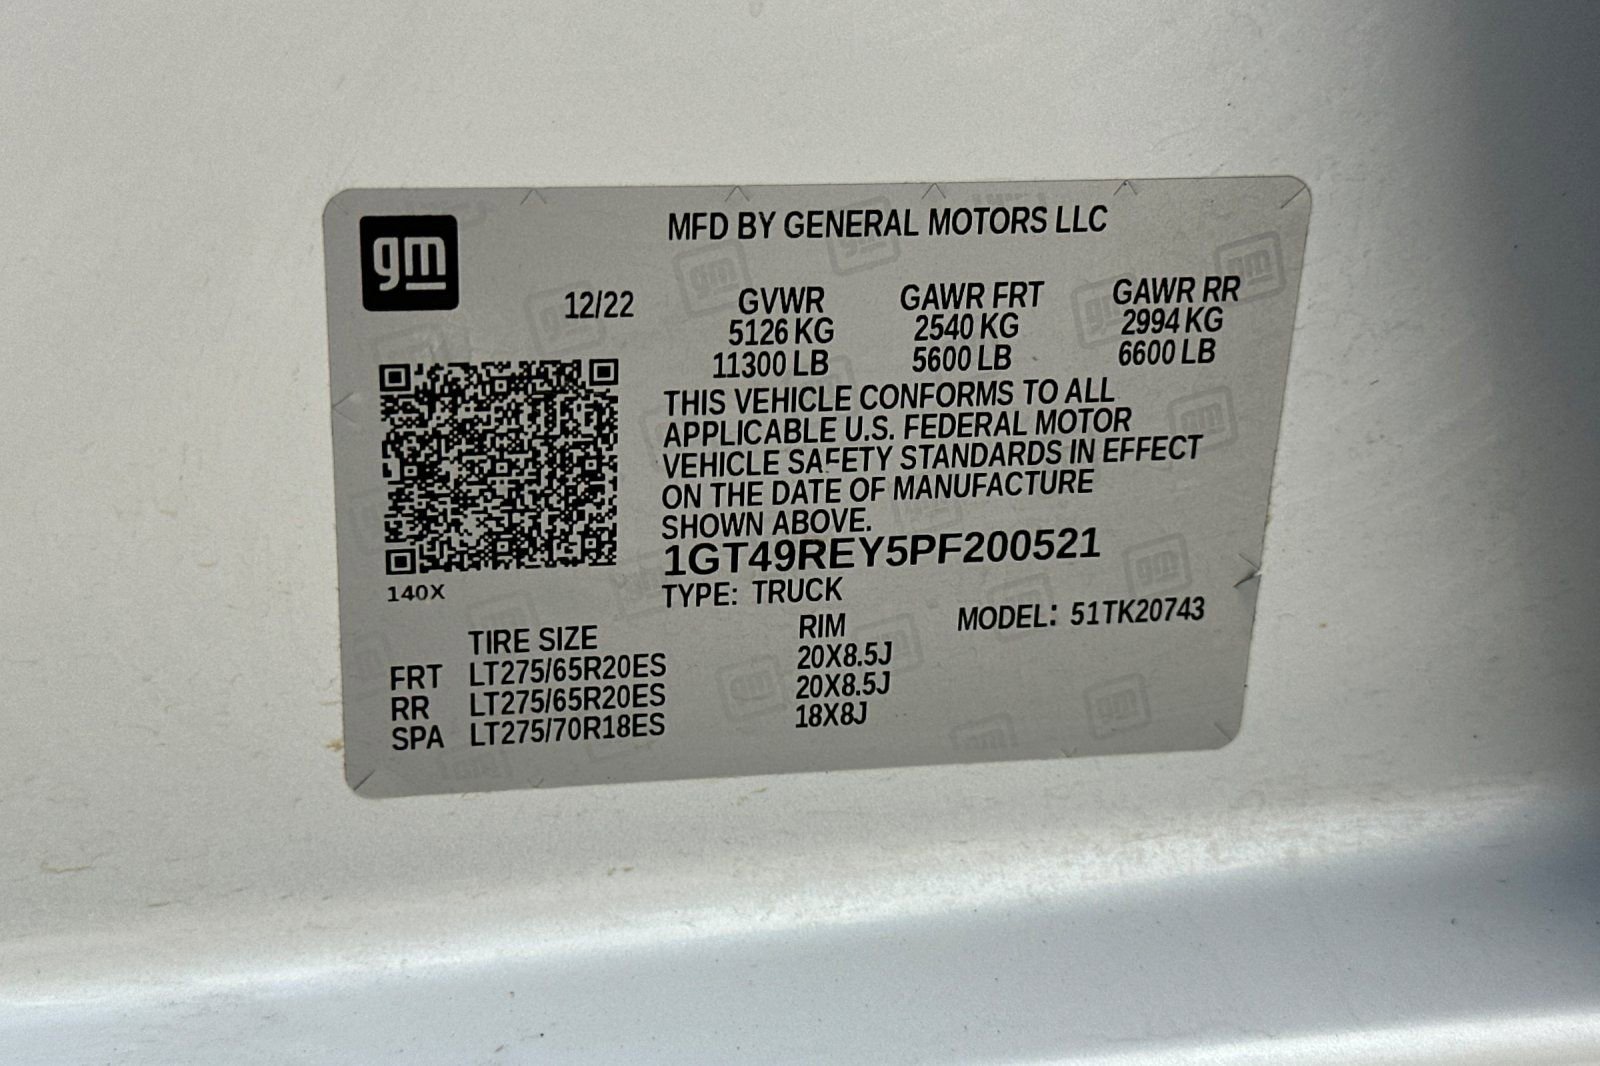 gm
MFD BY GENERAL MOTORS LLC
12/22 GVWR GAWR FRT GAWR RR
5126 KG 2540 KG 2994 KG
11300 LB 5600 LB 6600 LB
THIS VEHICLE CONFORMS TO ALL
APPLICABLE U.S. FEDERAL MOTOR
VEHICLE SAFETY STANDARDS IN EFFECT
ON THE DATE OF MANUFACTURE
SHOWN ABOVE.
1GT49REY5PF200521
140X
TYPE: TRUCK
MODEL: 51TK20743
TIRE SIZE RIM
FRT LT275/65R20ES 20X8.5J
RR LT275/65R20ES 20X8.5J
SPA LT275/70R18ES 18X8J